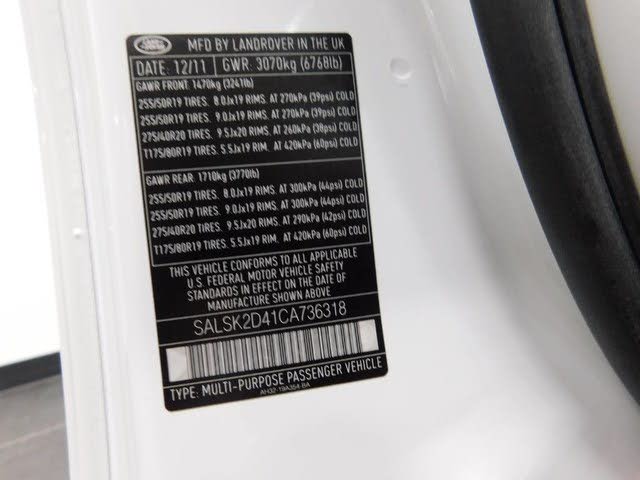 MFD BY LANDROVER IN THE UK
DATE: 12/11 GWR. 3070kg (6768lb)
GAWR FRONT: 1470kg (3241lb)
255/50R19 TIRES. 8.0Jx19 RIMS. AT 270kPa (39psi) COLD
255/50R19 TIRES. 9.0Jx19 RIMS. AT 270kPa (39psi) COLD
275/40R20 TIRES. 9.5Jx20 RIMS. AT 260kPa (38psi) COLD
T175/80R19 TIRES. 5.5Jx19 RIM. AT 420kPa (60psi) COLD
GAWR REAR: 1710kg (3770lb)
255/50R19 TIRES. 8.0Jx19 RIMS. AT 300kPa (44psi) COLD
255/50R19 TIRES. 9.0Jx19 RIMS. AT 300kPa (44psi) COLD
275/40R20 TIRES. 9.5Jx20 RIMS. AT 290kPa (42psi) COLD
T175/80R19 TIRES. 5.5Jx19 RIM. AT 420kPa (60psi) COLD
THIS VEHICLE CONFORMS TO ALL APPLICABLE
U.S. FEDERAL MOTOR VEHICLE SAFETY
STANDARDS IN EFFECT ON THE DATE OF
MANUFACTURE SHOWN ABOVE
SALSK2D41CA736318
TYPE: MULTI-PURPOSE PASSENGER VEHICLE
AH32-19A354-BA